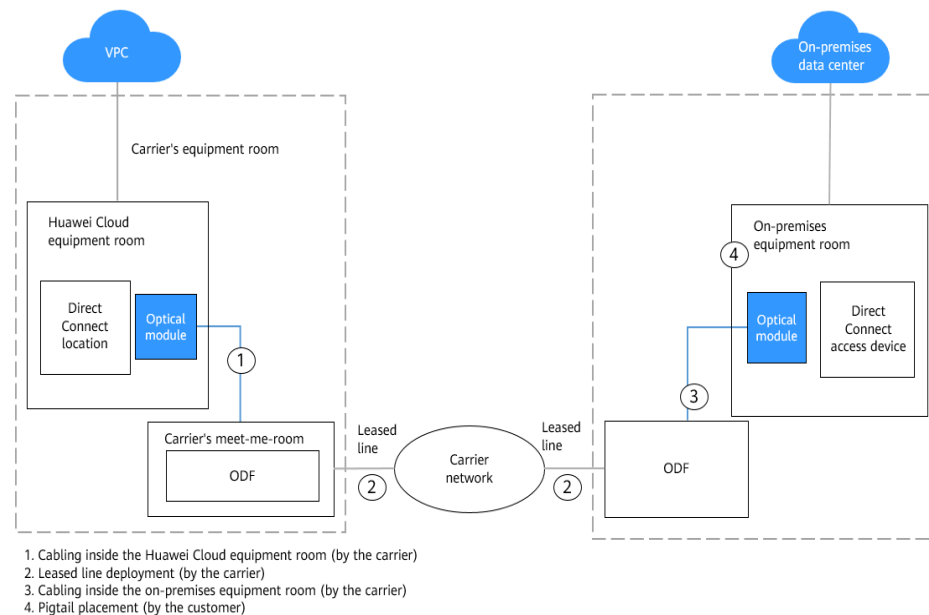 VPC
On-premises
data center
Carrier's equipment room
Huawei Cloud
equipment room
On-premises
equipment room
4
Direct
Connect
location
Optical
module
Optical
module
Direct
Connect
access device
1
3
Carrier's meet-me-room
ODF
Leased
line
2
Carrier
network
Leased
line
2
ODF
1. Cabling inside the Huawei Cloud equipment room (by the carrier)
2. Leased line deployment (by the carrier)
3. Cabling inside the on-premises equipment room (by the carrier)
4. Pigtail placement (by the customer)